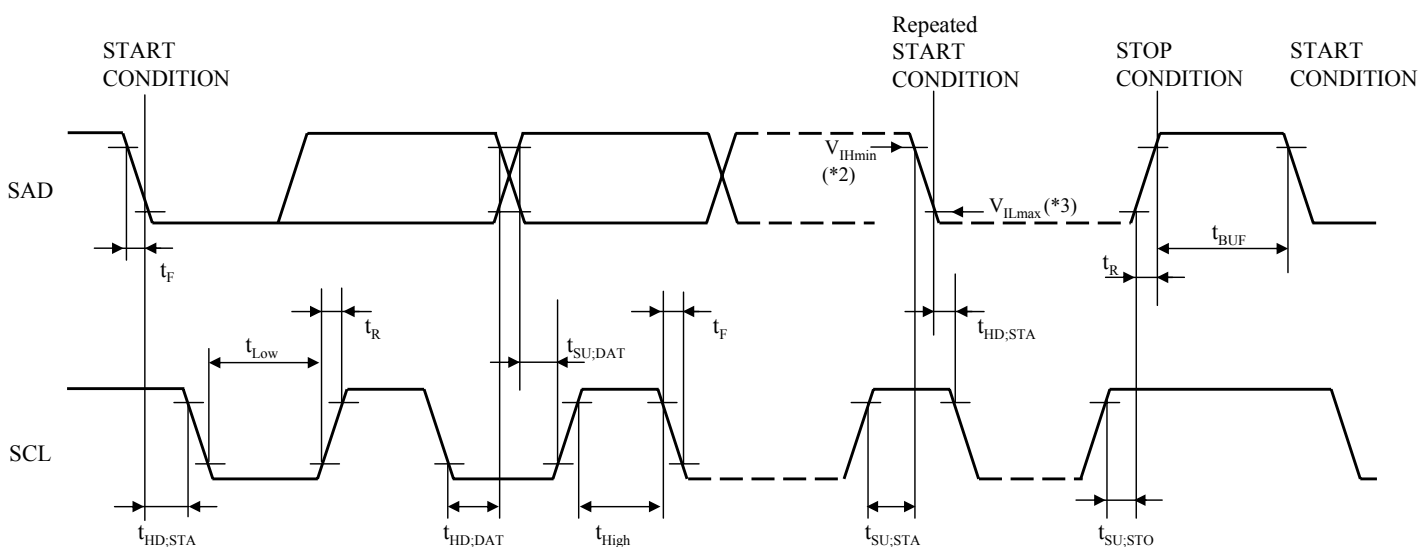 START
CONDITION
Repeated
START
CONDITION
STOP
CONDITION
START
CONDITION
SAD
V_IHmin
(*2)
V_ILmax (*3)
t_BUF
t_R
t_F
t_R
t_F
t_HD;STA
t_Low
t_SU;DAT
SCL
t_HD;STA
t_HD;DAT
t_High
t_SU;STA
t_SU;STO